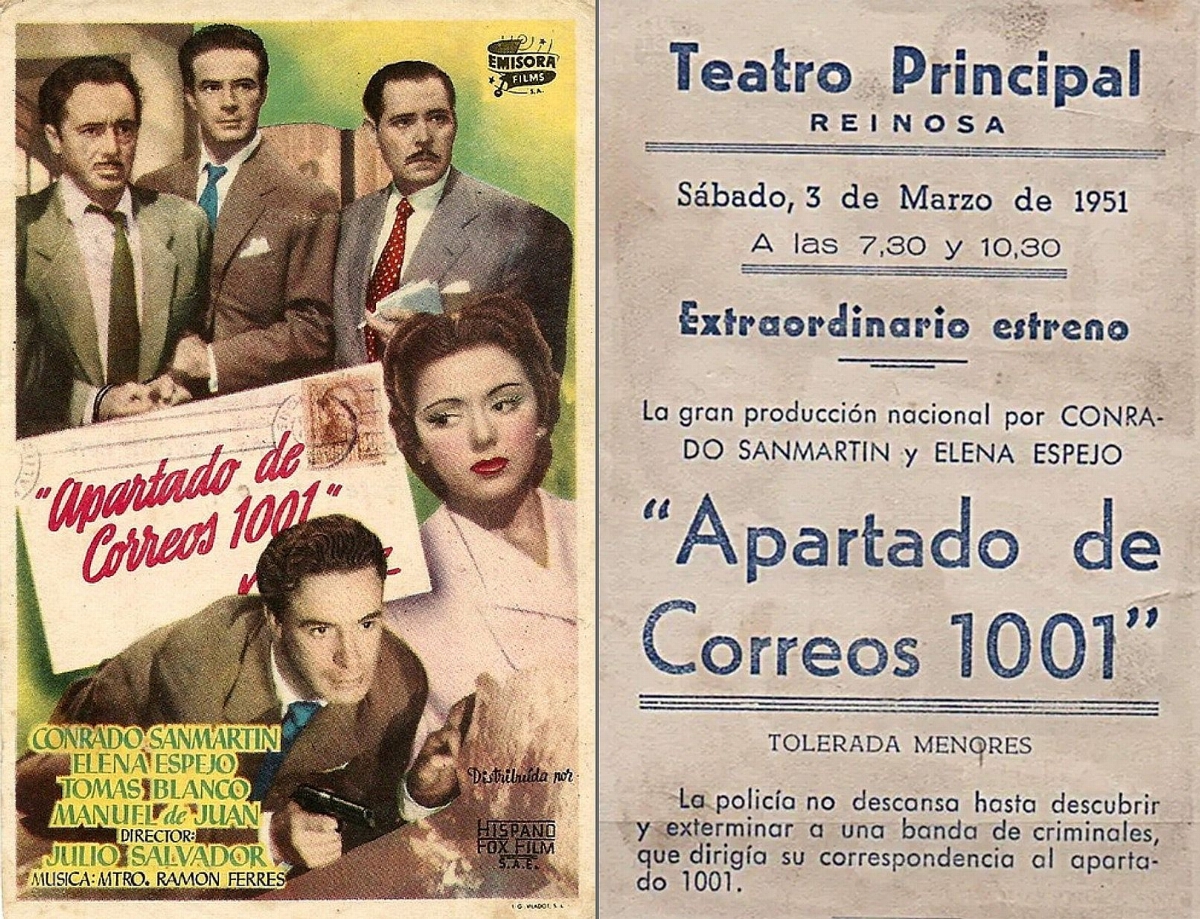 EMISORA
FILMS
S.A.
"Apartado de
Correos 1001"
CONRADO SANMARTIN
ELENA ESPEJO
TOMAS BLANCO
MANUEL de JUAN
DIRECTOR:
JULIO SALVADOR
MUSICA: MTRO. RAMON FERRES
Distribuída por
HISPANO
FOX FILM
S.A.E.
I. G. VILADOT, S. L.
Teatro Principal
REINOSA
Sábado, 3 de Marzo de 1951
A las 7,30 y 10,30
Extraordinario estreno
La gran producción nacional por CONRA-
DO SANMARTIN y ELENA ESPEJO
"Apartado de
Correos 1001"
TOLERADA MENORES
La policía no descansa hasta descubrir
y exterminar a una banda de criminales,
que dirigía su correspondencia al aparta-
do 1001.